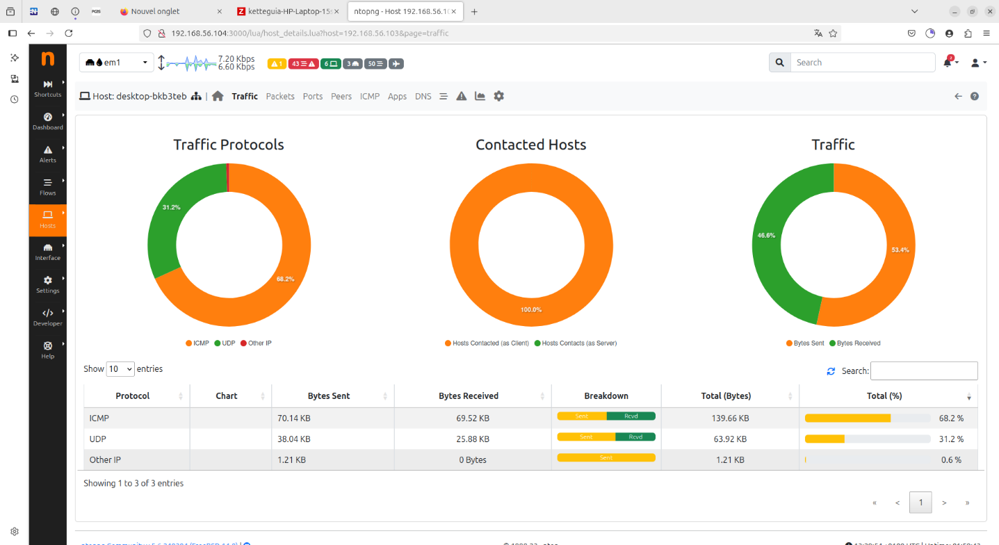 Nouvel onglet
ketteguia-HP-Laptop-15s
ntopng - Host 192.168.56.10
192.168.56.104:3000/lua/host_details.lua?host=192.168.56.103&page=traffic
n
em1
7.20 Kbps
6.60 Kbps
1
43
6
3
50
Search
2
Shortcuts
Dashboard
Alerts
Flows
Hosts
Interface
Settings
Developer
Help
Host: desktop-bkb3teb | Traffic Packets Ports Peers ICMP Apps DNS
Traffic Protocols
31.2%
68.2%
ICMP UDP Other IP
Contacted Hosts
100.0%
Hosts Contacted (as Client) Hosts Contacts (as Server)
Traffic
46.6%
53.4%
Bytes Sent Bytes Received
Show 10 entries
Search:
Protocol Chart Bytes Sent Bytes Received Breakdown Total (Bytes) Total (%)
ICMP 70.14 KB 69.52 KB Sent Rcvd 139.66 KB 68.2 %
UDP 38.04 KB 25.88 KB Sent Rcvd 63.92 KB 31.2 %
Other IP 1.21 KB 0 Bytes Sent 1.21 KB 0.6 %
Showing 1 to 3 of 3 entries
« < 1 > »